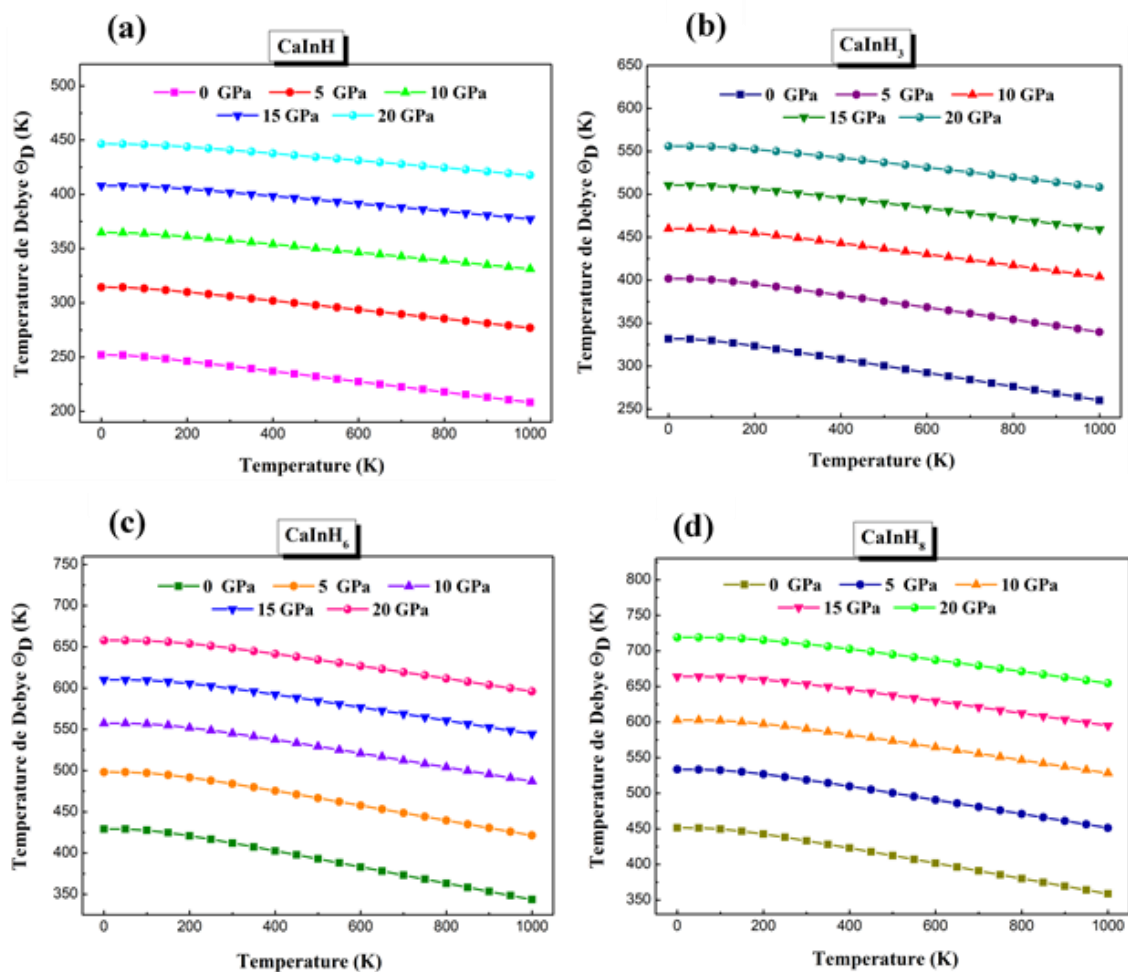 (a)
CaInH
0 GPa 5 GPa 10 GPa
15 GPa 20 GPa
500
450
400
350
300
250
200
Temperature de Debye ΘD (K)
0 200 400 600 800 1000
Temperature (K)
(b)
CaInH3
0 GPa 5 GPa 10 GPa
15 GPa 20 GPa
650
600
550
500
450
400
350
300
250
Temperature de Debye ΘD (K)
0 200 400 600 800 1000
Temperature (K)
(c)
CaInH6
0 GPa 5 GPa 10 GPa
15 GPa 20 GPa
750
700
650
600
550
500
450
400
350
Temperature de Debye ΘD (K)
0 200 400 600 800 1000
Temperature (K)
(d)
CaInH8
0 GPa 5 GPa 10 GPa
15 GPa 20 GPa
800
750
700
650
600
550
500
450
400
350
Temperature de Debye ΘD (K)
0 200 400 600 800 1000
Temperature (K)